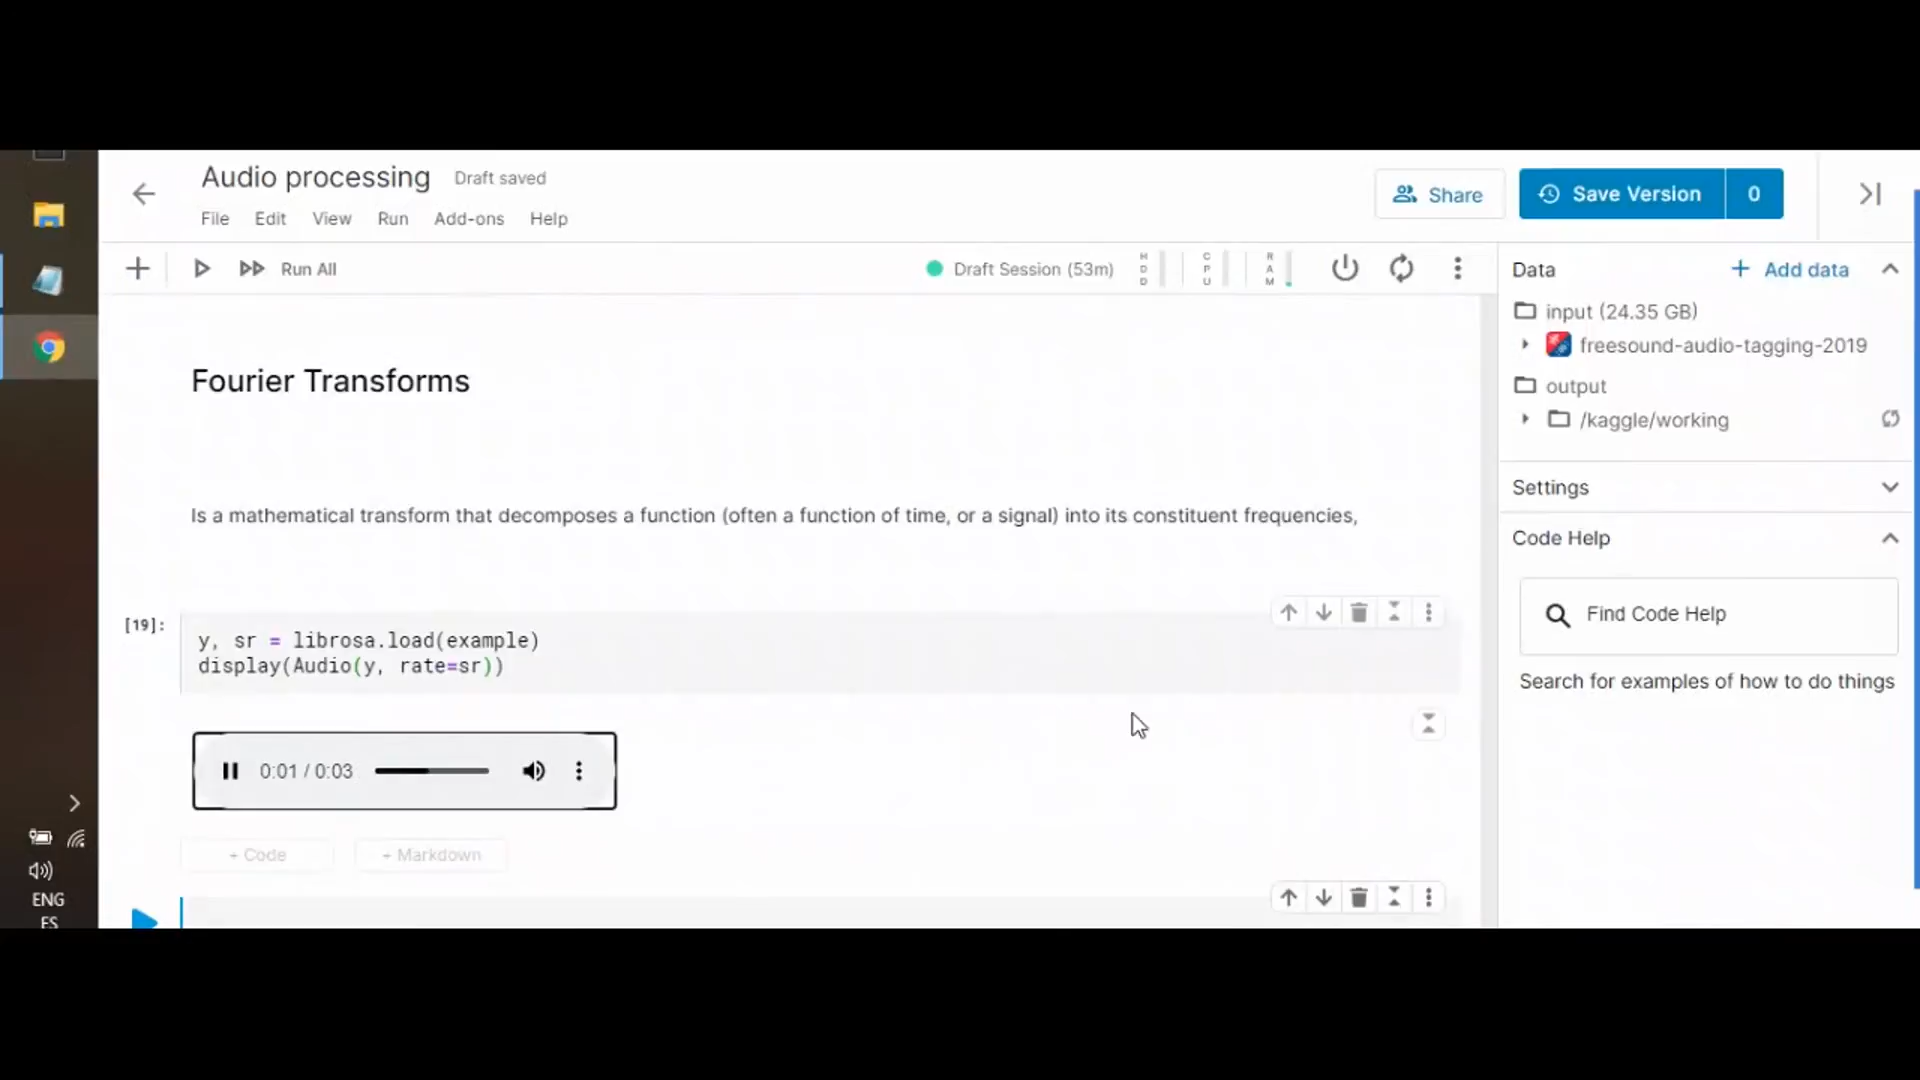 Audio processing Draft saved
File Edit View Run Add-ons Help
Share
Save Version 0
Run All
Draft Session (53m)
HDD
CPU
RAM
Data
Add data
input (24.35 GB)
freesound-audio-tagging-2019
output
/kaggle/working
Settings
Code Help
Find Code Help
Search for examples of how to do things
Fourier Transforms
Is a mathematical transform that decomposes a function (often a function of time, or a signal) into its constituent frequencies,
[19]:
y, sr = librosa.load(example)
display(Audio(y, rate=sr))
0:01 / 0:03
+ Code + Markdown
ENG
ES